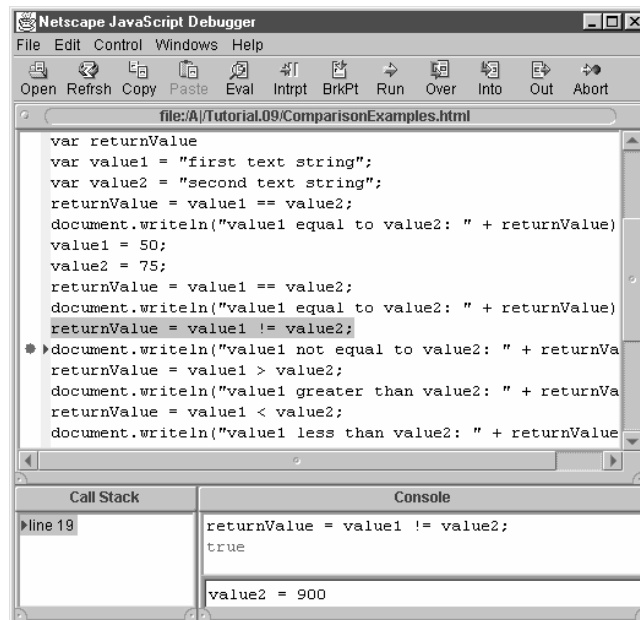 Netscape JavaScript Debugger
File Edit Control Windows Help
Open Refrsh Copy Paste Eval Intrpt BrkPt Run Over Into Out Abort
file:/A|/Tutorial.09/ComparisonExamples.html
var returnValue
var value1 = "first text string";
var value2 = "second text string";
returnValue = value1 == value2;
document.writeln("value1 equal to value2: " + returnValue)
value1 = 50;
value2 = 75;
returnValue = value1 == value2;
document.writeln("value1 equal to value2: " + returnValue)
returnValue = value1 != value2;
document.writeln("value1 not equal to value2: " + returnVa
returnValue = value1 > value2;
document.writeln("value1 greater than value2: " + returnVa
returnValue = value1 < value2;
document.writeln("value1 less than value2: " + returnValue
Call Stack
Console
line 19
returnValue = value1 != value2;
true
value2 = 900